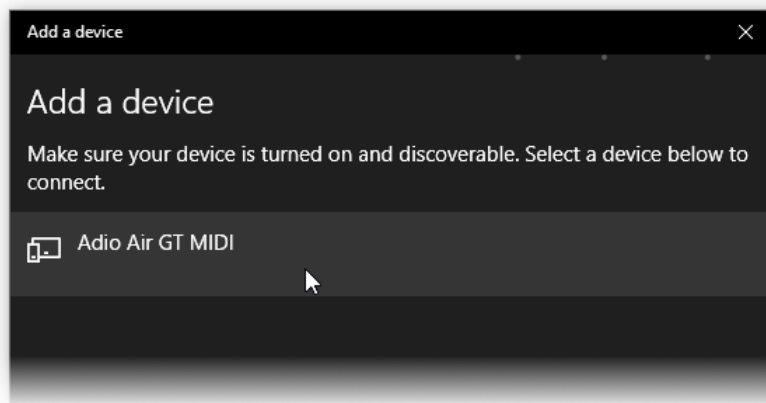 Add a device
Add a device
Make sure your device is turned on and discoverable. Select a device below to
connect.
Adio Air GT MIDI